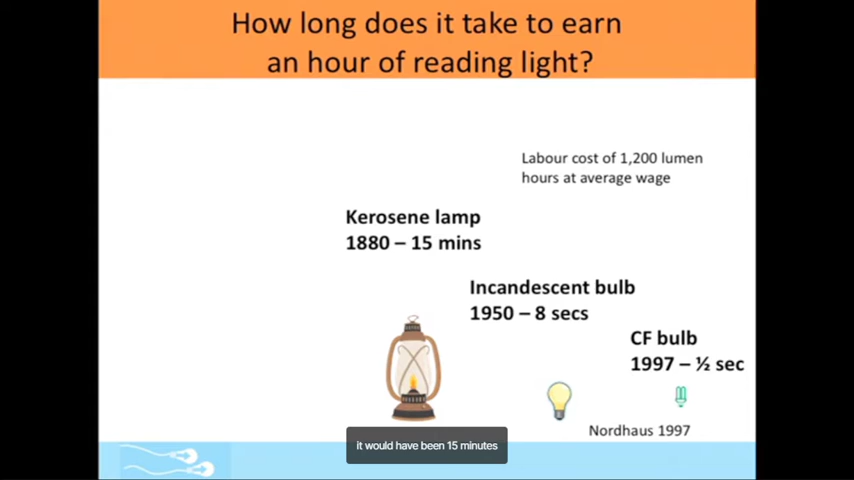 How long does it take to earn
an hour of reading light?
Labour cost of 1,200 lumen
hours at average wage
Kerosene lamp
1880 – 15 mins
Incandescent bulb
1950 – 8 secs
CF bulb
1997 – ½ sec
Nordhaus 1997
it would have been 15 minutes